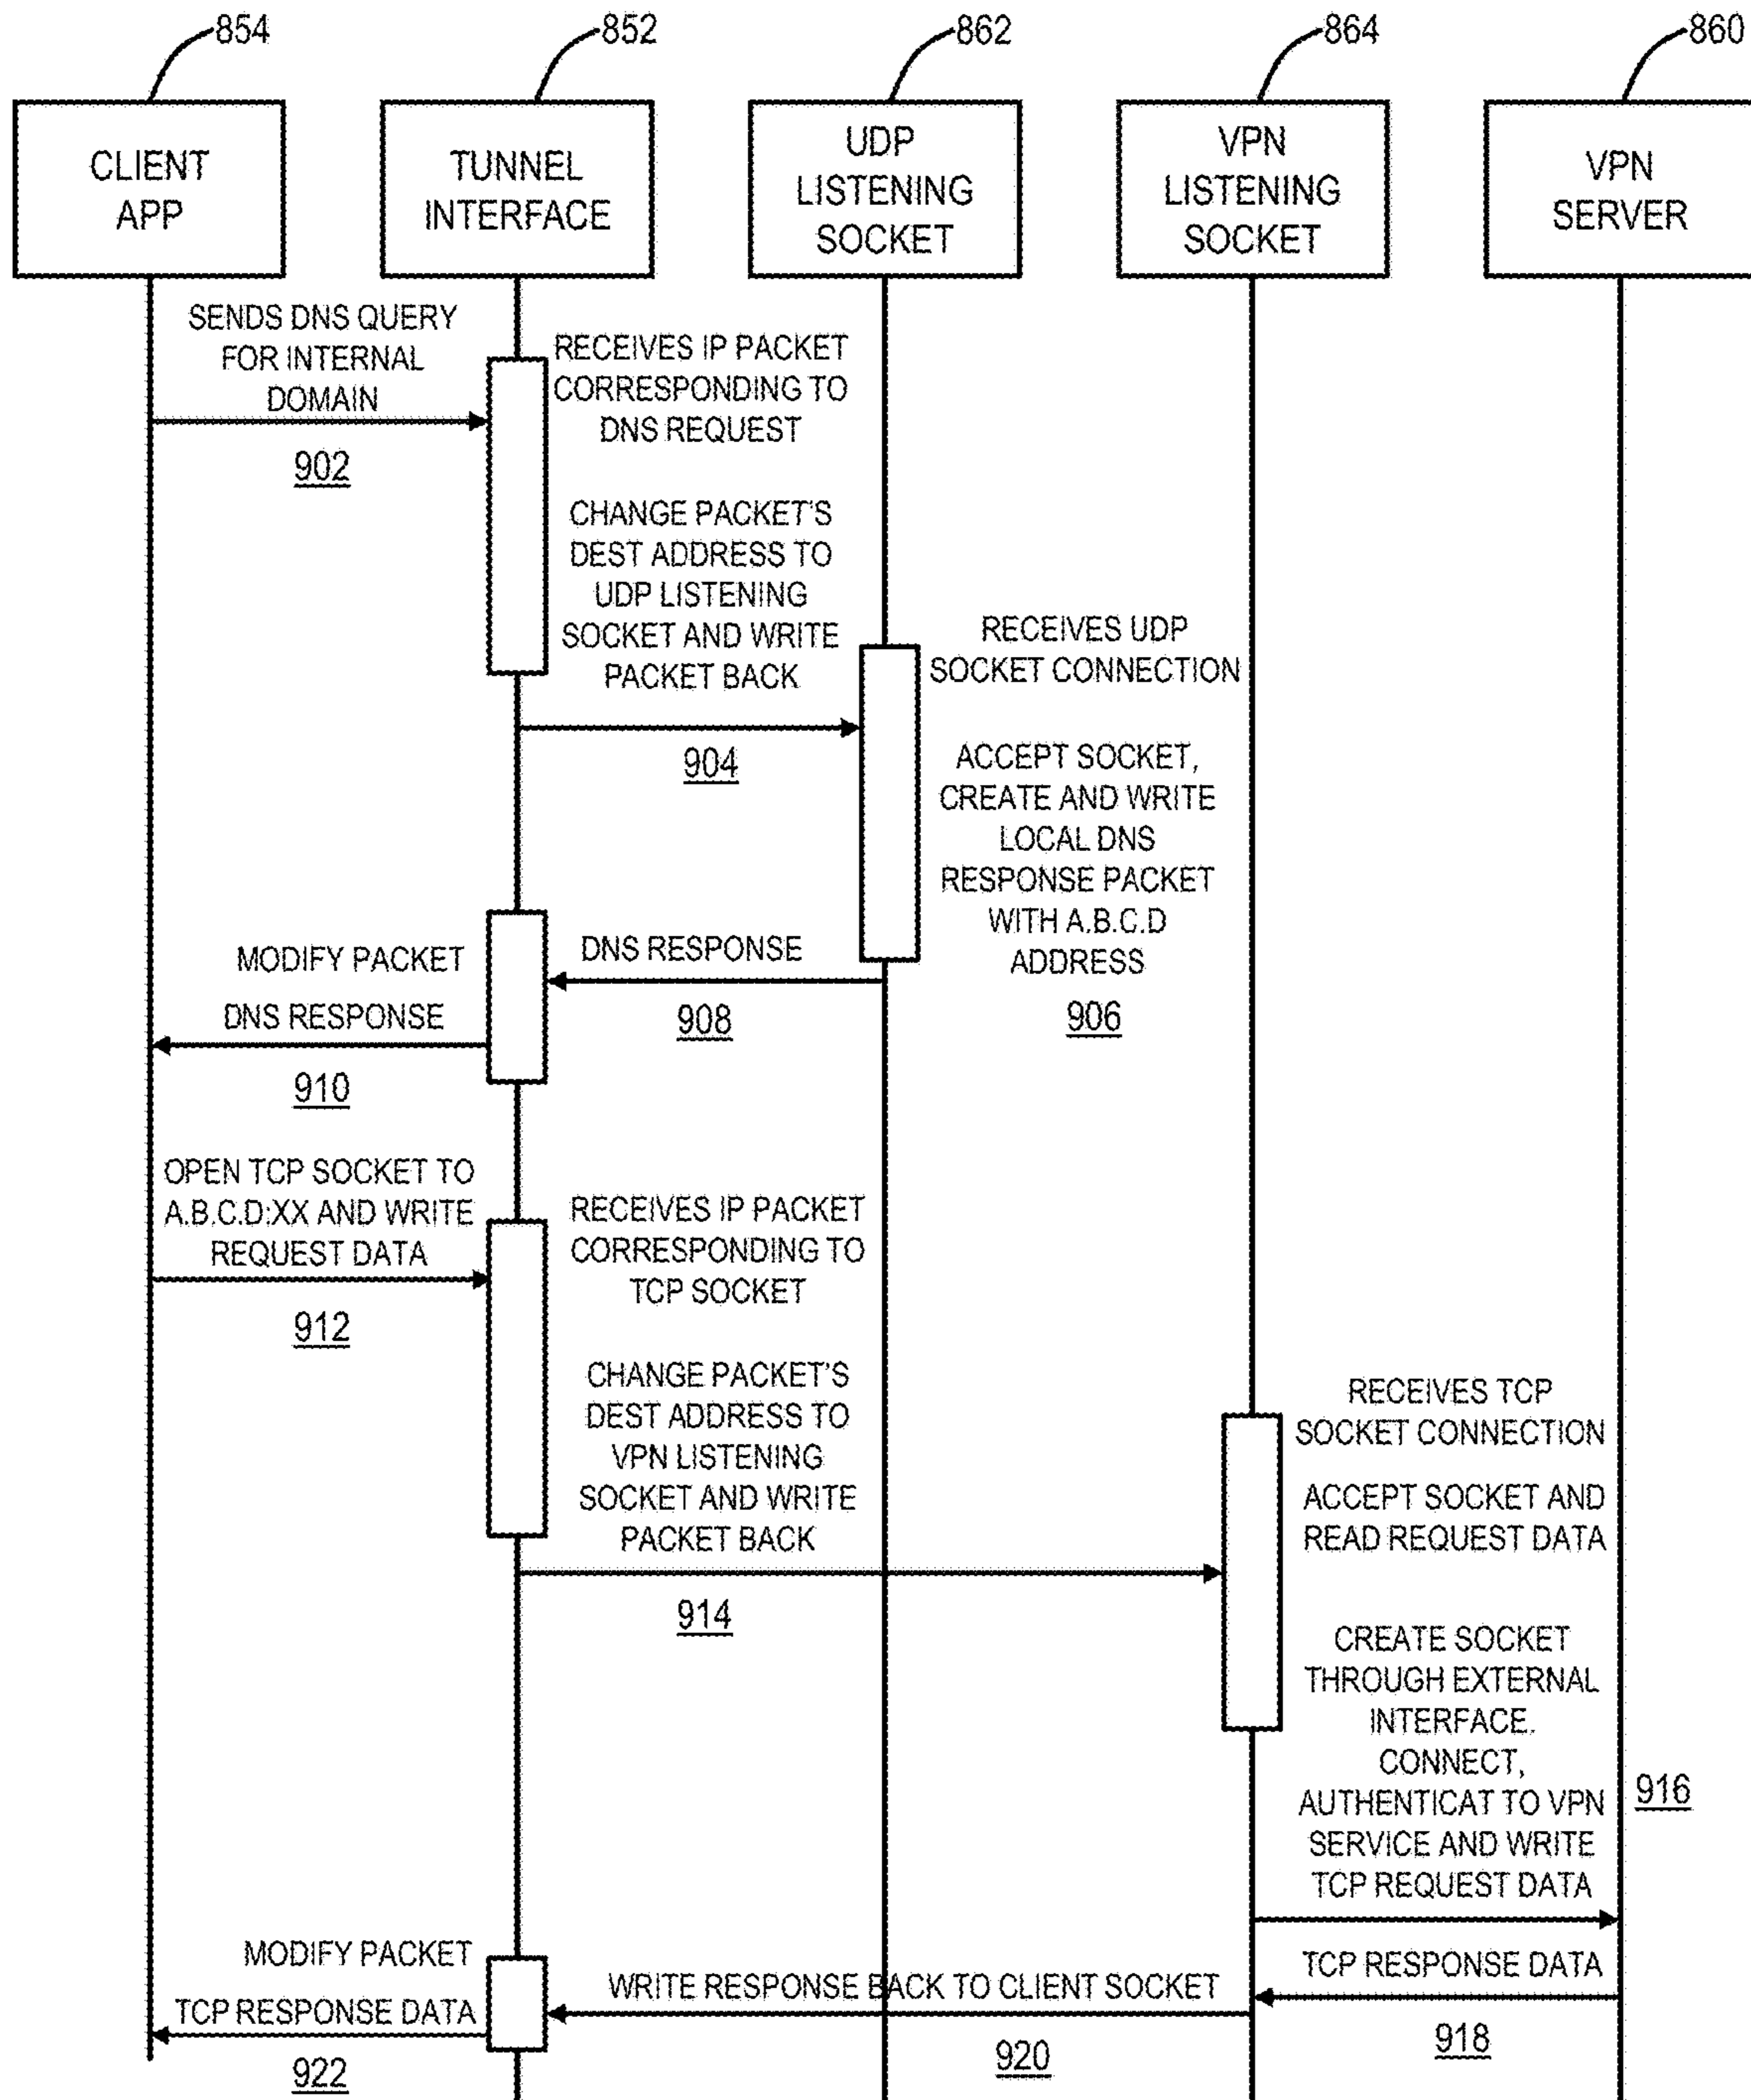 854
852
862
864
860
CLIENT
APP
TUNNEL
INTERFACE
UDP
LISTENING
SOCKET
VPN
LISTENING
SOCKET
VPN
SERVER
SENDS DNS QUERY
FOR INTERNAL
DOMAIN
902
RECEIVES IP PACKET
CORRESPONDING TO
DNS REQUEST
CHANGE PACKET'S
DEST ADDRESS TO
UDP LISTENING
SOCKET AND WRITE
PACKET BACK
904
RECEIVES UDP
SOCKET CONNECTION
ACCEPT SOCKET,
CREATE AND WRITE
LOCAL DNS
RESPONSE PACKET
WITH A.B.C.D
ADDRESS
906
DNS RESPONSE
908
MODIFY PACKET
DNS RESPONSE
910
OPEN TCP SOCKET TO
A.B.C.D:XX AND WRITE
REQUEST DATA
912
RECEIVES IP PACKET
CORRESPONDING TO
TCP SOCKET
CHANGE PACKET'S
DEST ADDRESS TO
VPN LISTENING
SOCKET AND WRITE
PACKET BACK
914
RECEIVES TCP
SOCKET CONNECTION
ACCEPT SOCKET AND
READ REQUEST DATA
CREATE SOCKET
THROUGH EXTERNAL
INTERFACE.
CONNECT,
AUTHENTICAT TO VPN
SERVICE AND WRITE
TCP REQUEST DATA
916
TCP RESPONSE DATA
918
WRITE RESPONSE BACK TO CLIENT SOCKET
920
MODIFY PACKET
TCP RESPONSE DATA
922